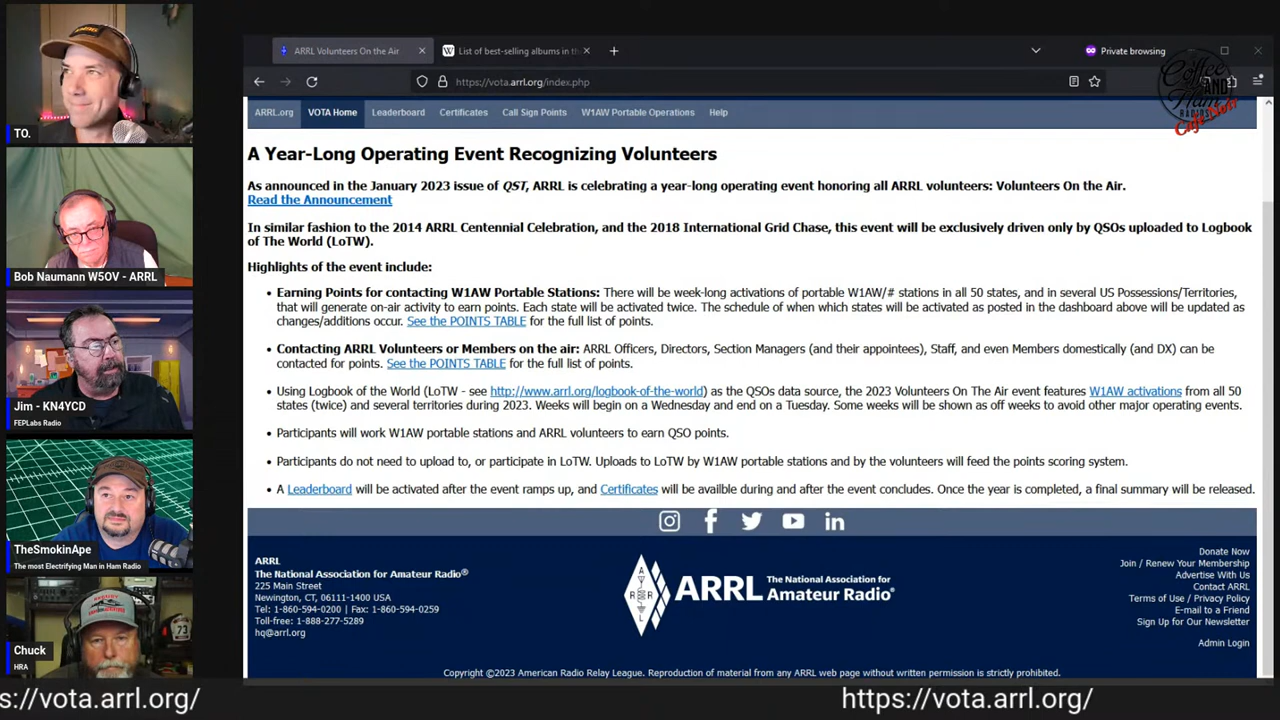 TO.
Bob Naumann W5OV - ARRL
Jim - KN4YCD
FEPLabs Radio
TheSmokinApe
The most Electrifying Man in Ham Radio
Chuck
HRA
73
ARRL Volunteers On the Air
List of best-selling albums in th
Private browsing
https://vota.arrl.org/index.php
Coffee
AND
Ham
RADIOS
Café Noir
ARRL.org VOTA Home Leaderboard Certificates Call Sign Points W1AW Portable Operations Help
A Year-Long Operating Event Recognizing Volunteers
As announced in the January 2023 issue of QST, ARRL is celebrating a year-long operating event honoring all ARRL volunteers: Volunteers On the Air.
Read the Announcement
In similar fashion to the 2014 ARRL Centennial Celebration, and the 2018 International Grid Chase, this event will be exclusively driven only by QSOs uploaded to Logbook
of The World (LoTW).
Highlights of the event include:
• Earning Points for contacting W1AW Portable Stations: There will be week-long activations of portable W1AW/# stations in all 50 states, and in several US Possessions/Territories,
that will generate on-air activity to earn points. Each state will be activated twice. The schedule of when which states will be activated as posted in the dashboard above will be updated as
changes/additions occur. See the POINTS TABLE for the full list of points.
• Contacting ARRL Volunteers or Members on the air: ARRL Officers, Directors, Section Managers (and their appointees), Staff, and even Members domestically (and DX) can be
contacted for points. See the POINTS TABLE for the full list of points.
• Using Logbook of the World (LoTW - see http://www.arrl.org/logbook-of-the-world) as the QSOs data source, the 2023 Volunteers On The Air event features W1AW activations from all 50
states (twice) and several territories during 2023. Weeks will begin on a Wednesday and end on a Tuesday. Some weeks will be shown as off weeks to avoid other major operating events.
• Participants will work W1AW portable stations and ARRL volunteers to earn QSO points.
• Participants do not need to upload to, or participate in LoTW. Uploads to LoTW by W1AW portable stations and by the volunteers will feed the points scoring system.
• A Leaderboard will be activated after the event ramps up, and Certificates will be availble during and after the event concludes. Once the year is completed, a final summary will be released.
ARRL
The National Association for Amateur Radio®
225 Main Street
Newington, CT, 06111-1400 USA
Tel: 1-860-594-0200 | Fax: 1-860-594-0259
Toll-free: 1-888-277-5289
hq@arrl.org
A
R R
L
ARRL The National Association for
Amateur Radio®
Donate Now
Join / Renew Your Membership
Advertise With Us
Contact ARRL
Terms of Use / Privacy Policy
E-mail to a Friend
Sign Up for Our Newsletter
Admin Login
Copyright ©2023 American Radio Relay League. Reproduction of material from any ARRL web page without written permission is strictly prohibited.
s://vota.arrl.org/ https://vota.arrl.org/